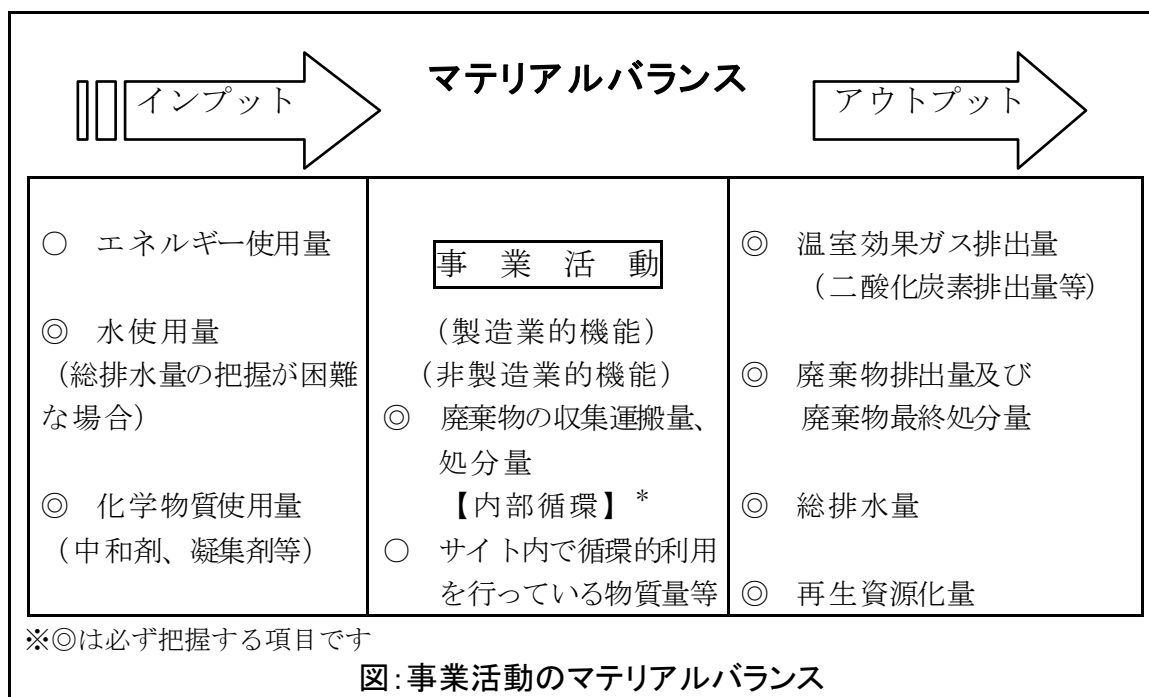 マテリアルバランス
インプット
アウトプット
○ エネルギー使用量
◎ 水使用量
(総排水量の把握が困難
な場合)
◎ 化学物質使用量
(中和剤、凝集剤等)
事 業 活 動
(製造業的機能)
(非製造業的機能)
◎ 廃棄物の収集運搬量、
処分量
【内部循環】*
○ サイト内で循環的利用
を行っている物質量等
◎ 温室効果ガス排出量
(二酸化炭素排出量等)
◎ 廃棄物排出量及び
廃棄物最終処分量
◎ 総排水量
◎ 再生資源化量
※◎は必ず把握する項目です
図:事業活動のマテリアルバランス